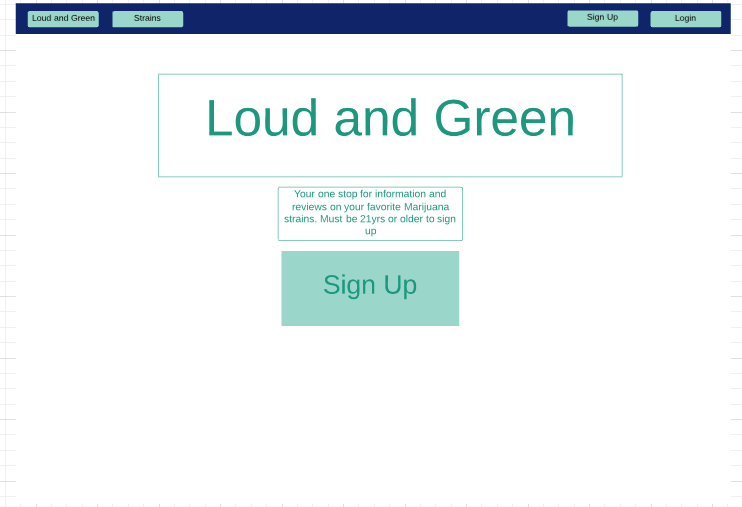 Loud and Green
Strains
Sign Up
Login
Loud and Green
Your one stop for information and
reviews on your favorite Marijuana
strains. Must be 21yrs or older to sign
up
Sign Up